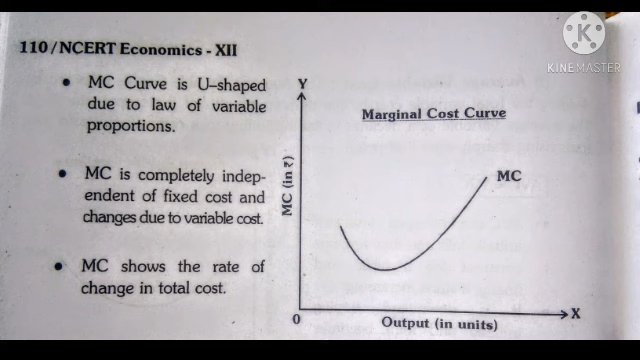 110/NCERT Economics - XII
• MC Curve is U-shaped
due to law of variable
proportions.
• MC is completely indep-
endent of fixed cost and
changes due to variable cost.
• MC shows the rate of
change in total cost.
Y
Marginal Cost Curve
MC (in ₹)
MC
0
X
Output (in units)
K
KINEMASTER